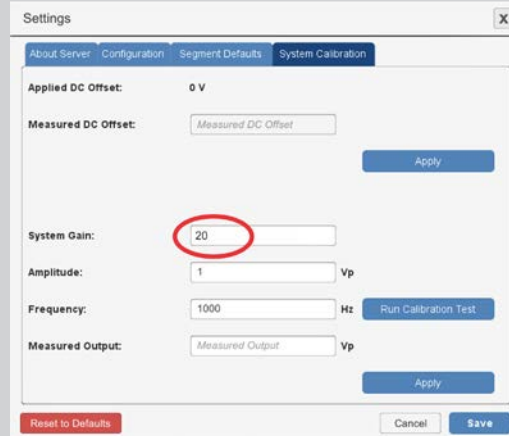 Settings X
About Server Configuration Segment Defaults System Calibration
Applied DC Offset: 0 V
Measured DC Offset: Measured DC Offset
Apply
System Gain: 20
Amplitude: 1 Vp
Frequency: 1000 Hz Run Calibration Test
Measured Output: Measured Output Vp
Apply
Reset to Defaults Cancel Save